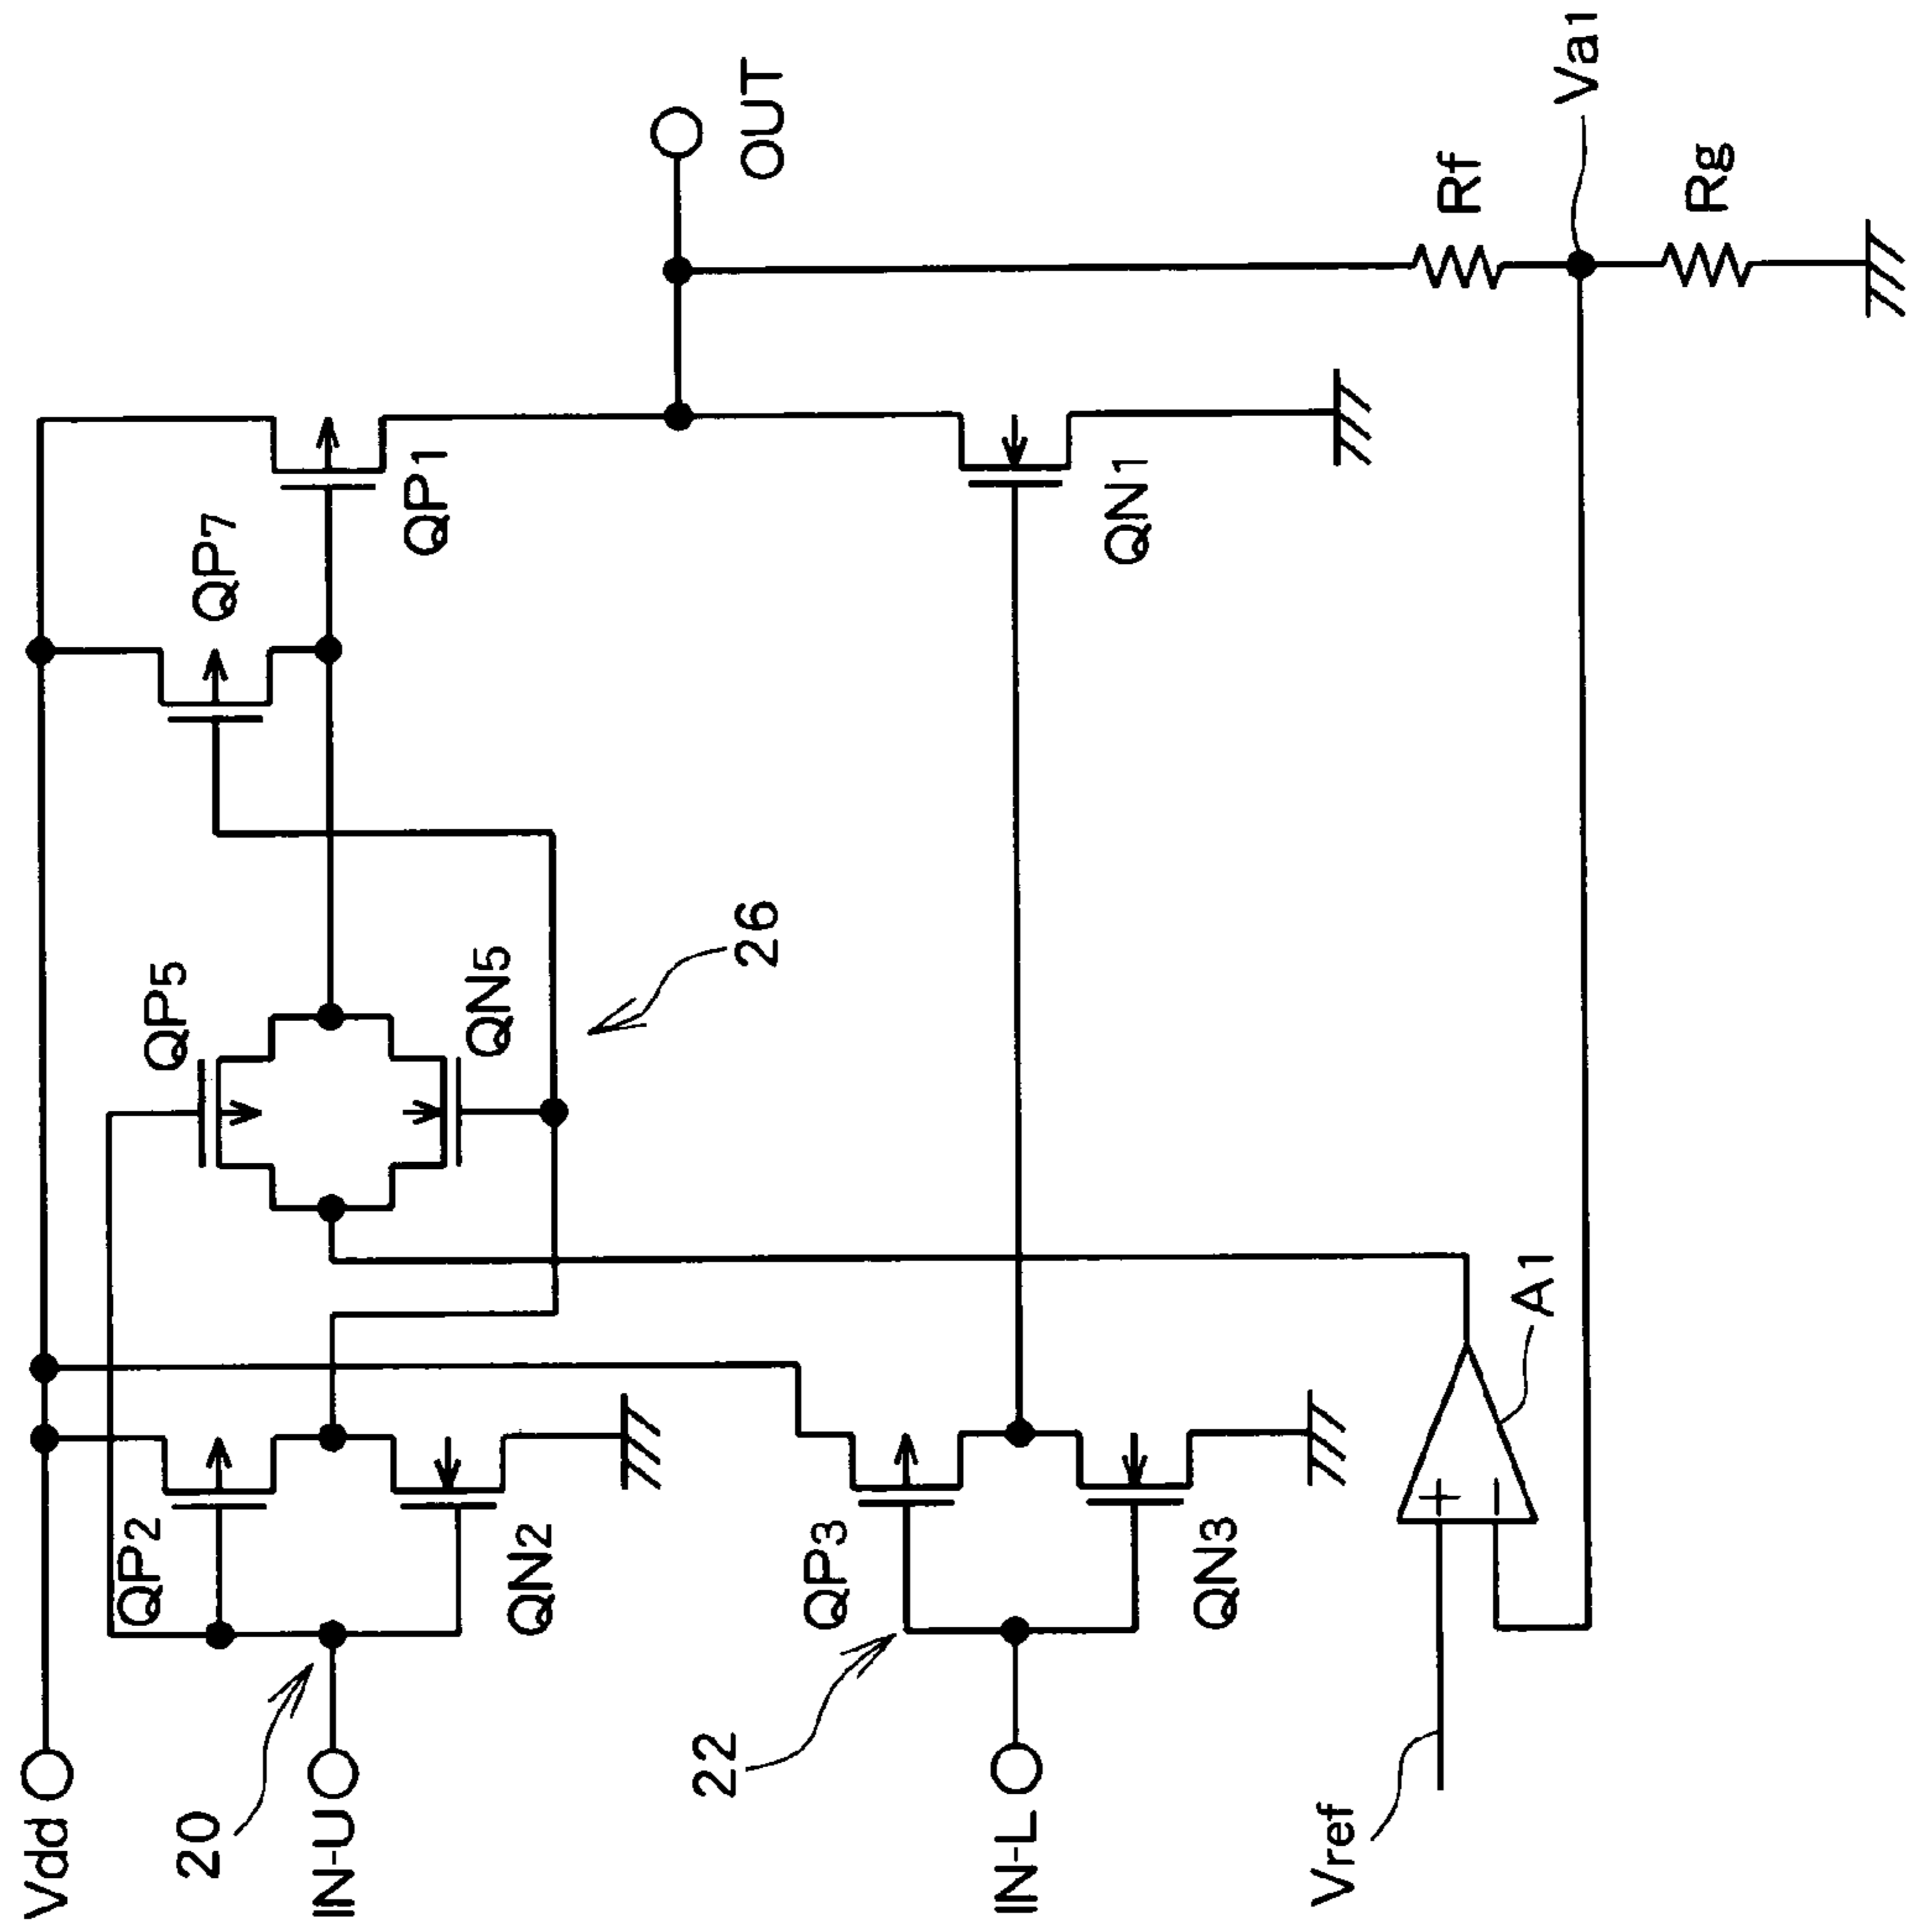 Vdd
20
IN-U
QP2
QN2
QP5
QN5
26
QP7
QP1
OUT
22
IN-L
QP3
QN3
QN1
Vref
+
−
A1
Rf
Va1
Rg